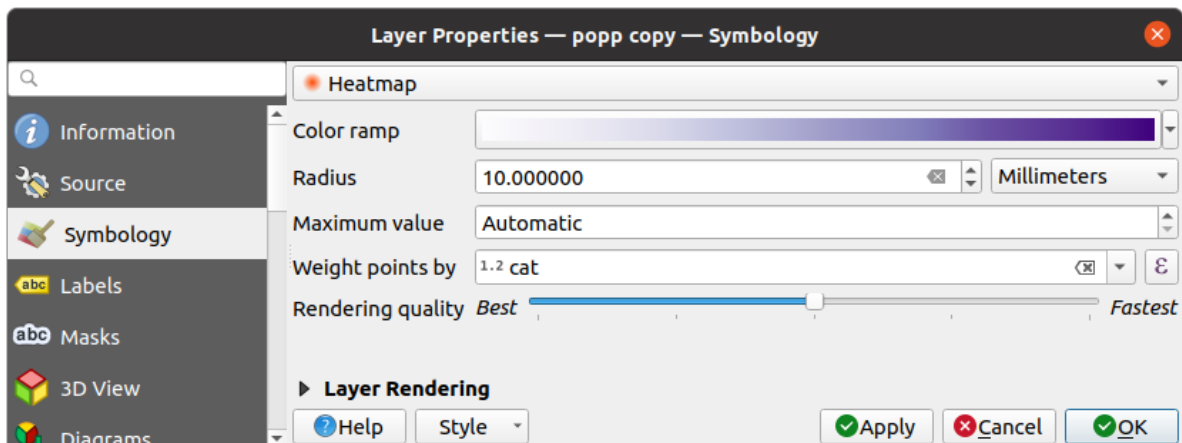 Layer Properties — popp copy — Symbology
Heatmap
Information
Color ramp
Source
Radius 10.000000 Millimeters
Symbology
Maximum value Automatic
Weight points by 1.2 cat ε
abc Labels
Rendering quality Best Fastest
abc Masks
3D View
Layer Rendering
Diagrams
Help Style Apply Cancel OK